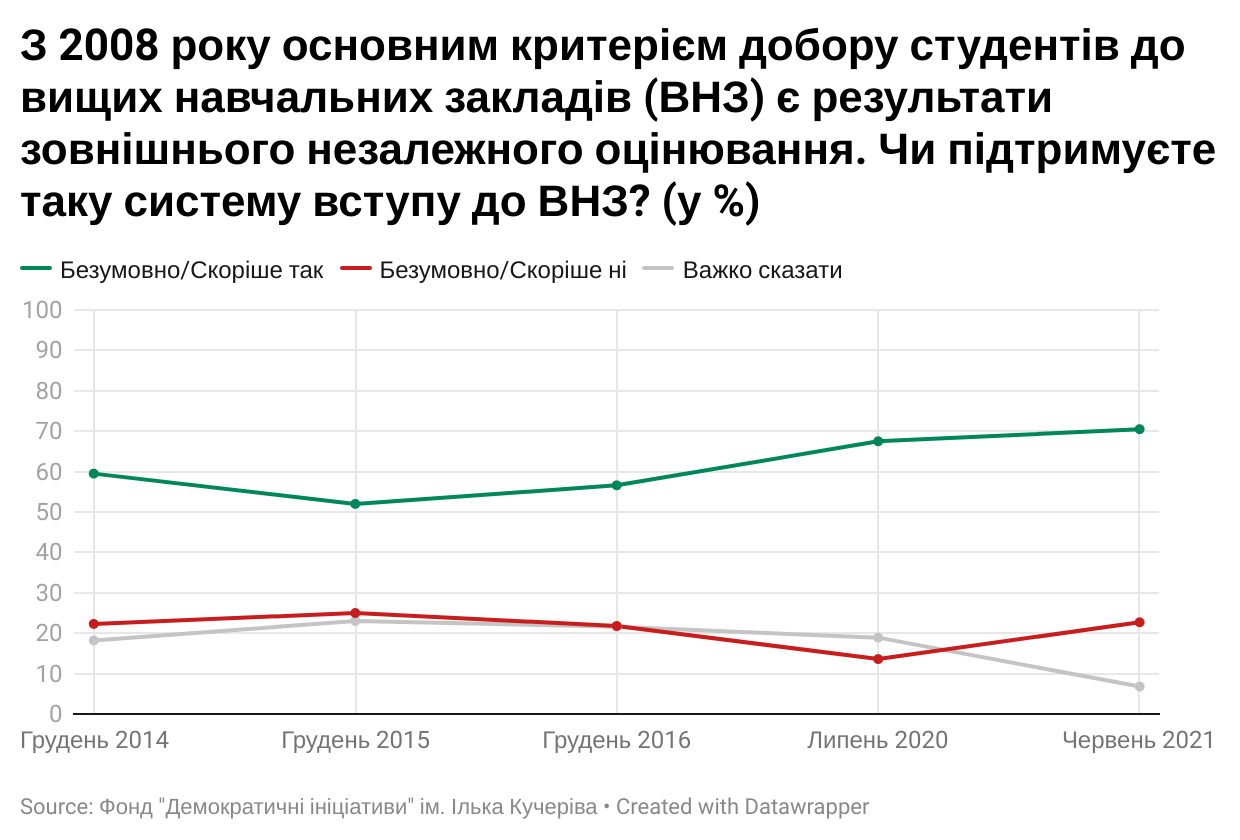 З 2008 року основним критерієм добору студентів до
вищих навчальних закладів (ВНЗ) є результати
зовнішнього незалежного оцінювання. Чи підтримуєте
таку систему вступу до ВНЗ? (у %)
Безумовно/Скоріше так Безумовно/Скоріше ні Важко сказати
100
90
80
70
60
50
40
30
20
10
0
Грудень 2014 Грудень 2015 Грудень 2016 Липень 2020 Червень 2021
Source: Фонд "Демократичні ініціативи" ім. Ілька Кучеріва • Created with Datawrapper